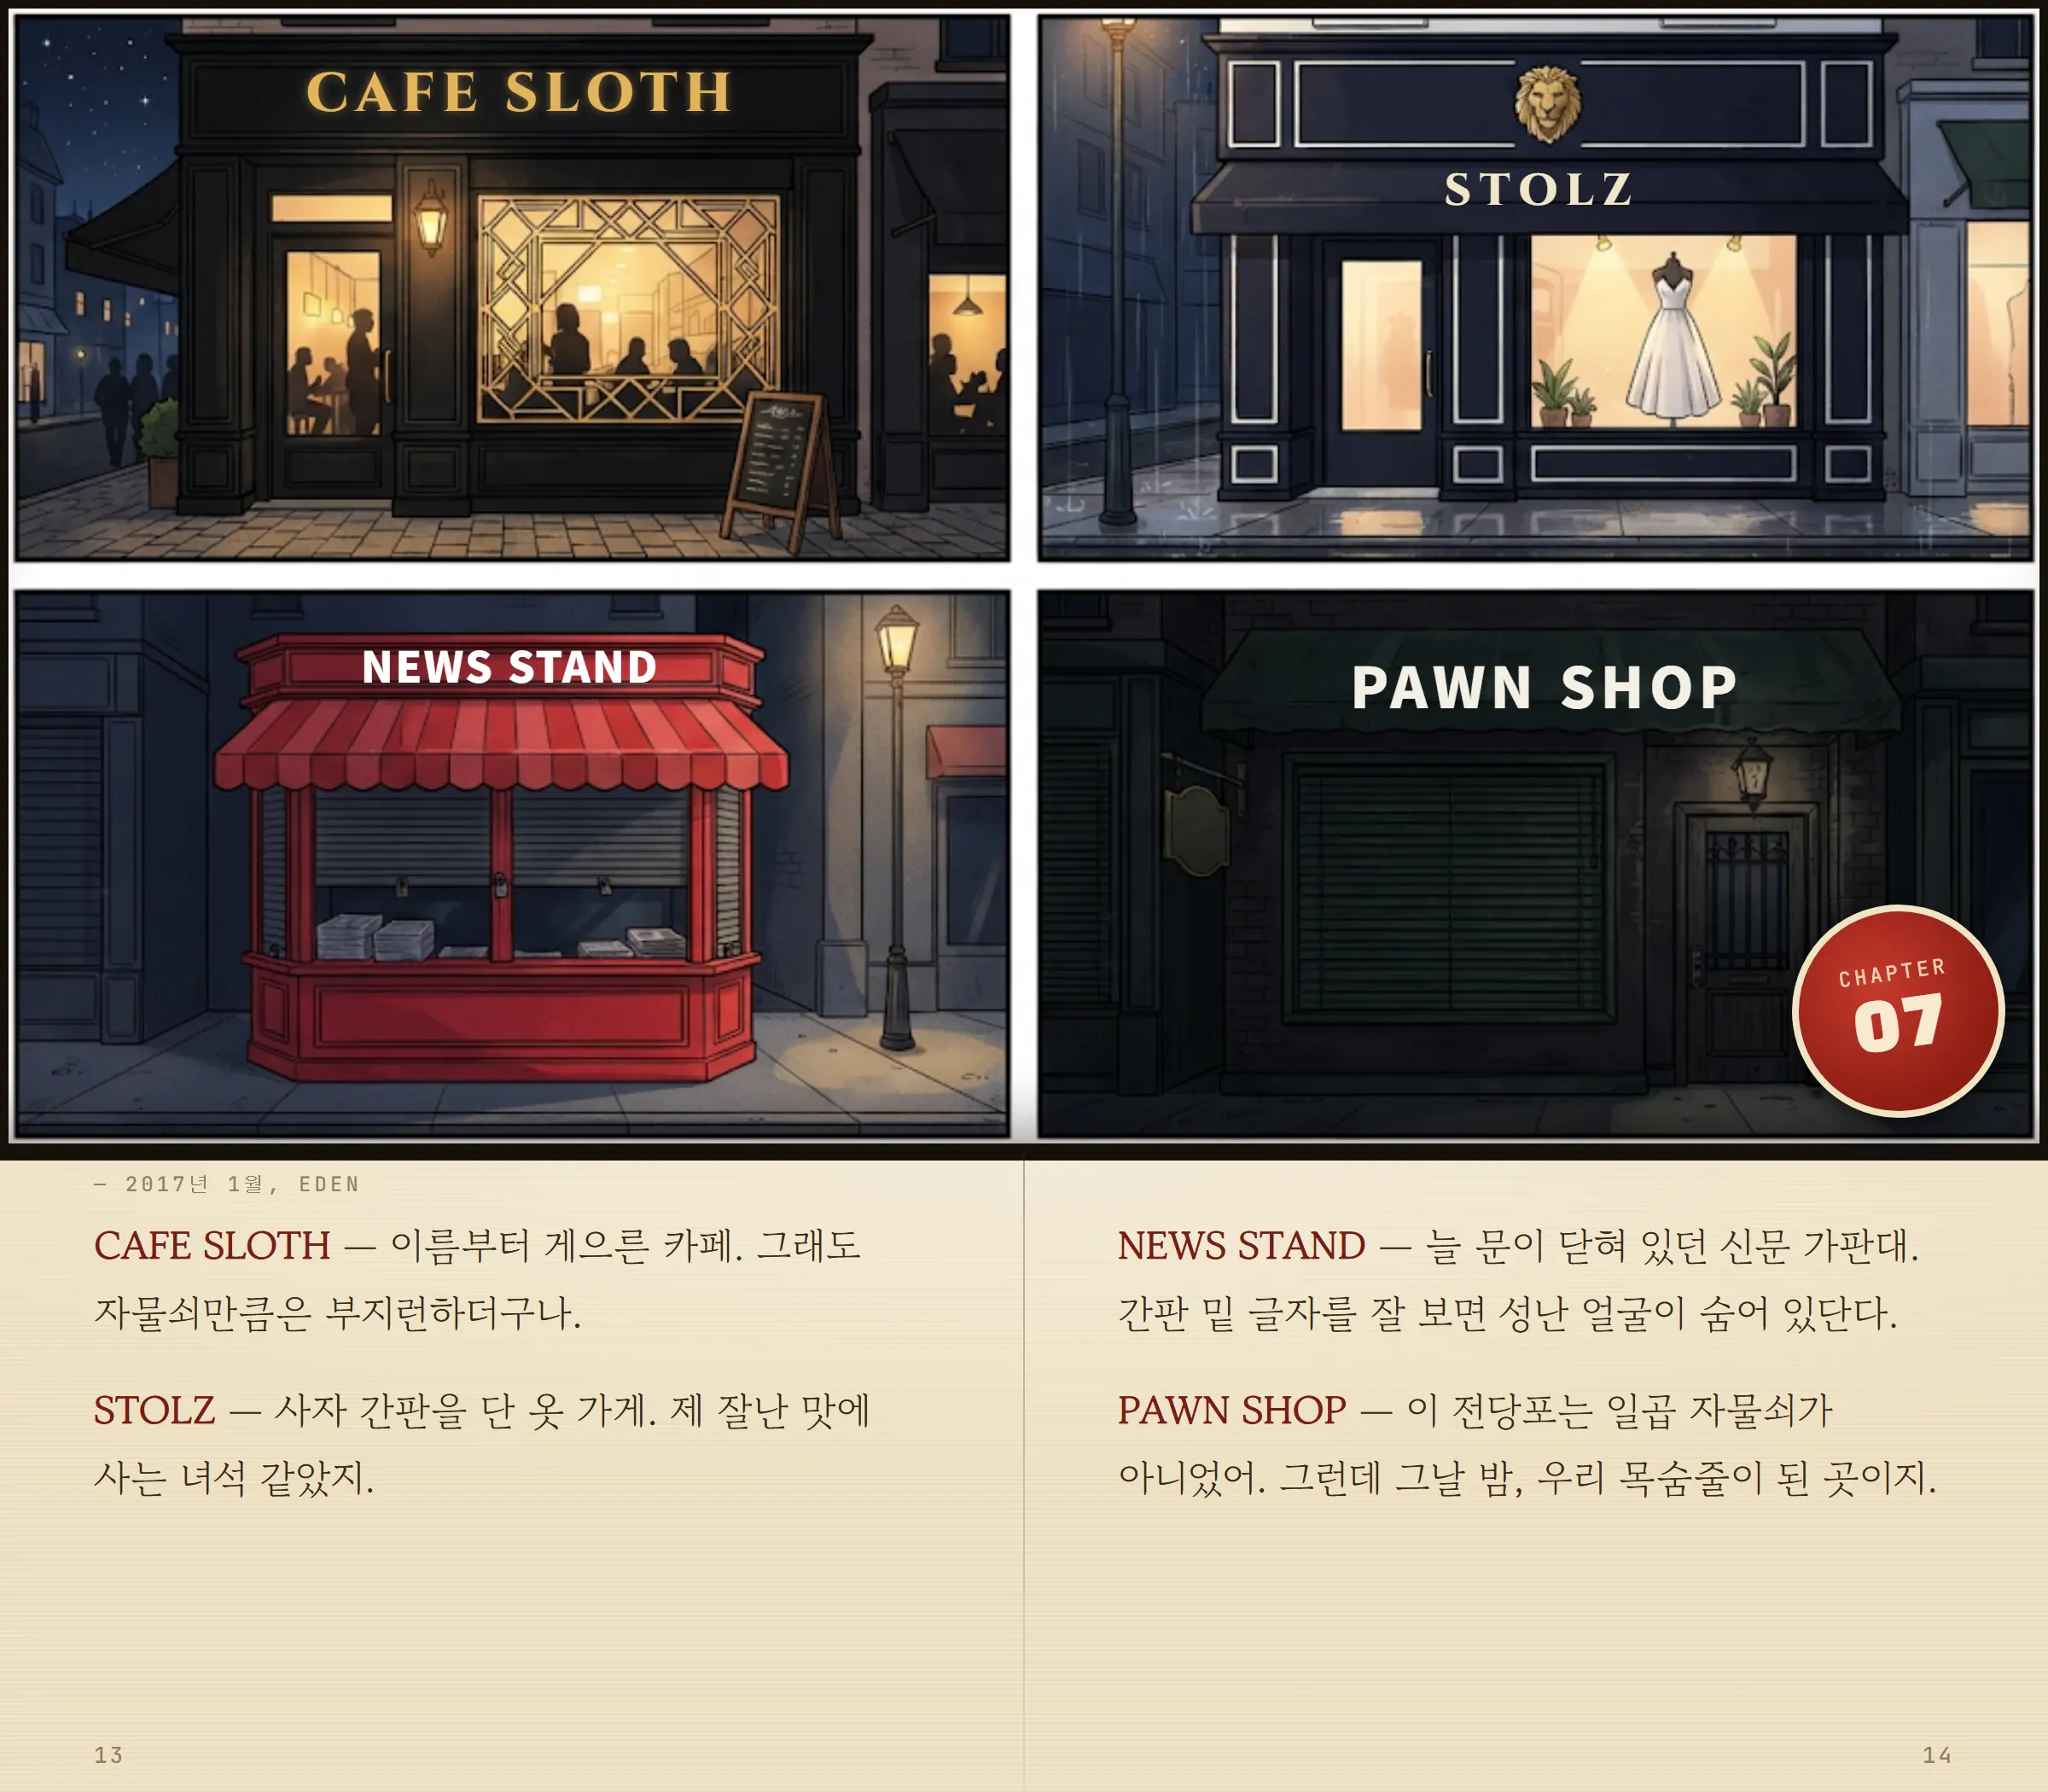 CAFE SLOTH
STOLZ
NEWS STAND
PAWN SHOP
CHAPTER
07
— 2017년 1월, EDEN
CAFE SLOTH — 이름부터 게으른 카페. 그래도
자물쇠만큼은 부지런하더구나.
STOLZ — 사자 간판을 단 옷 가게. 제 잘난 맛에
사는 녀석 같았지.
NEWS STAND — 늘 문이 닫혀 있던 신문 가판대.
간판 밑 글자를 잘 보면 성난 얼굴이 숨어 있단다.
PAWN SHOP — 이 전당포는 일곱 자물쇠가
아니었어. 그런데 그날 밤, 우리 목숨줄이 된 곳이지.
13
14